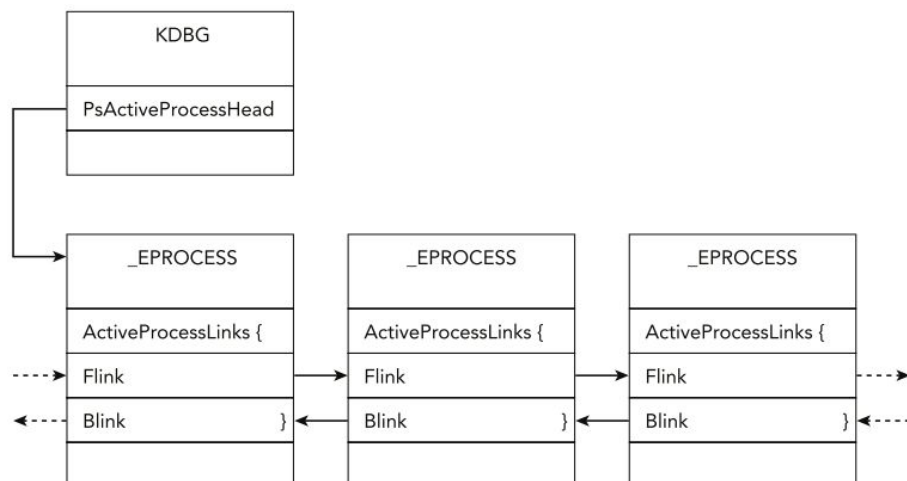 KDBG
PsActiveProcessHead
_EPROCESS _EPROCESS _EPROCESS
ActiveProcessLinks { ActiveProcessLinks { ActiveProcessLinks {
Flink Flink Flink
Blink } Blink } Blink }